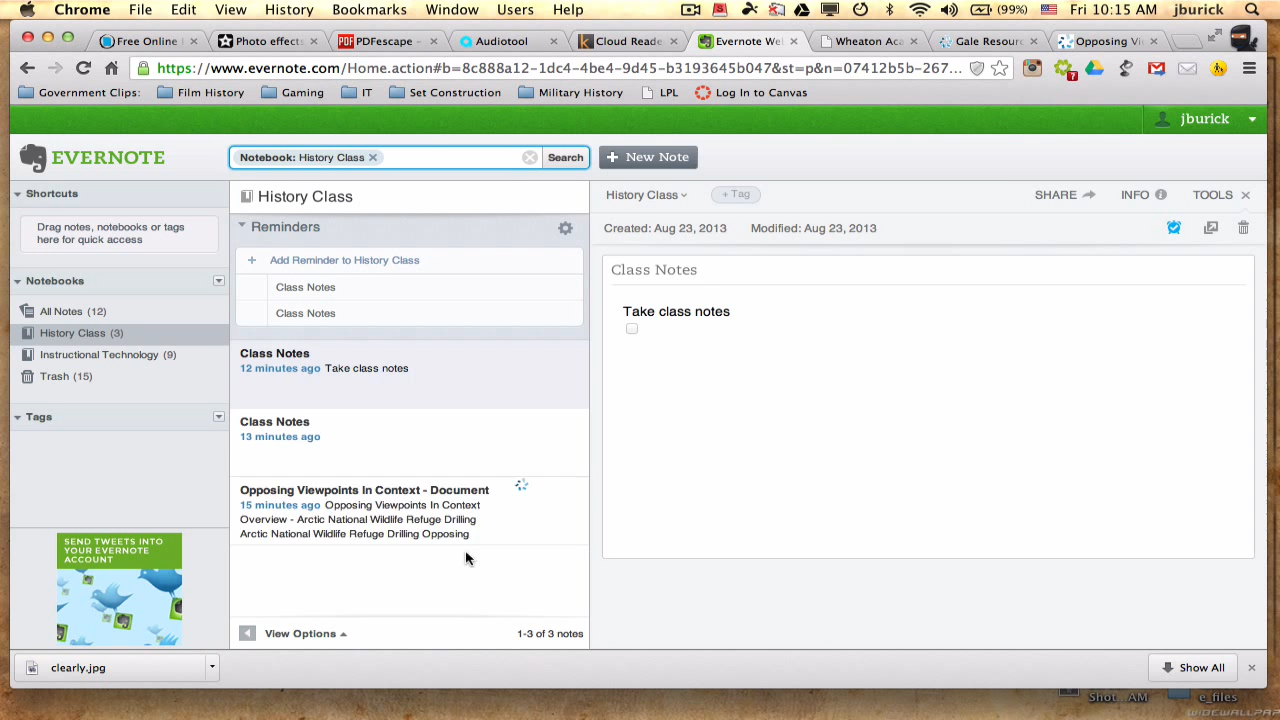 Chrome File Edit View History Bookmarks Window Users Help (99%) Fri 10:15 AM jburick
Free Online Photo effects PDFescape - Audiotool Cloud Reade Evernote Wel Wheaton Aca Gale Resourc Opposing Vi
https://www.evernote.com/Home.action#b=8c888a12-1dc4-4be4-9d45-b3193645b047&st=p&n=07412b5b-267... 7
Government Clips: Film History Gaming IT Set Construction Military History LPL Log In to Canvas
jburick
EVERNOTE Notebook: History Class Search + New Note
Shortcuts
Drag notes, notebooks or tags
here for quick access
Notebooks
All Notes (12)
History Class (3)
Instructional Technology (9)
Trash (15)
Tags
SEND TWEETS INTO
YOUR EVERNOTE
ACCOUNT
History Class
Reminders
+ Add Reminder to History Class
Class Notes
Class Notes
Class Notes
12 minutes ago Take class notes
Class Notes
13 minutes ago
Opposing Viewpoints In Context - Document
15 minutes ago Opposing Viewpoints In Context
Overview - Arctic National Wildlife Refuge Drilling
Arctic National Wildlife Refuge Drilling Opposing
View Options 1-3 of 3 notes
History Class + Tag SHARE INFO TOOLS
Created: Aug 23, 2013 Modified: Aug 23, 2013
Class Notes
Take class notes
clearly.jpg Show All
Shot...AM e_files